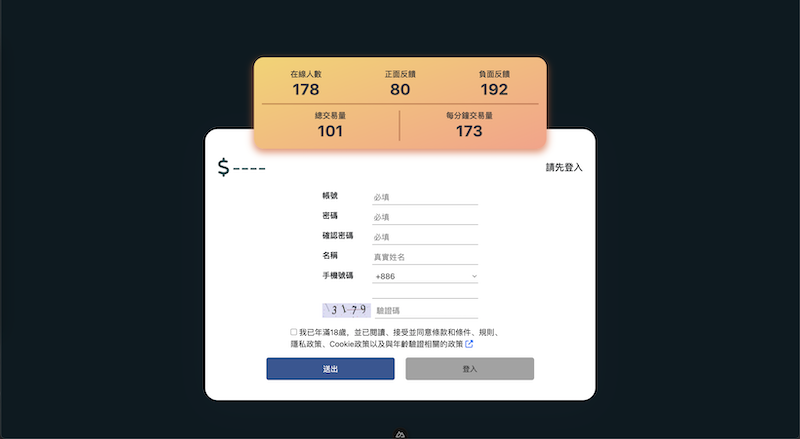 在線人數 正面反饋 負面反饋
178 80 192
總交易量 每分鐘交易量
101 173
$---- 請先登入
帳號 必填
密碼 必填
確認密碼 必填
名稱 真實姓名
手機號碼 +886
3179 驗證碼
我已年滿18歲，並已閱讀、接受並同意條款和條件、規則、
隱私政策、Cookie政策以及與年齡驗證相關的政策
送出 登入